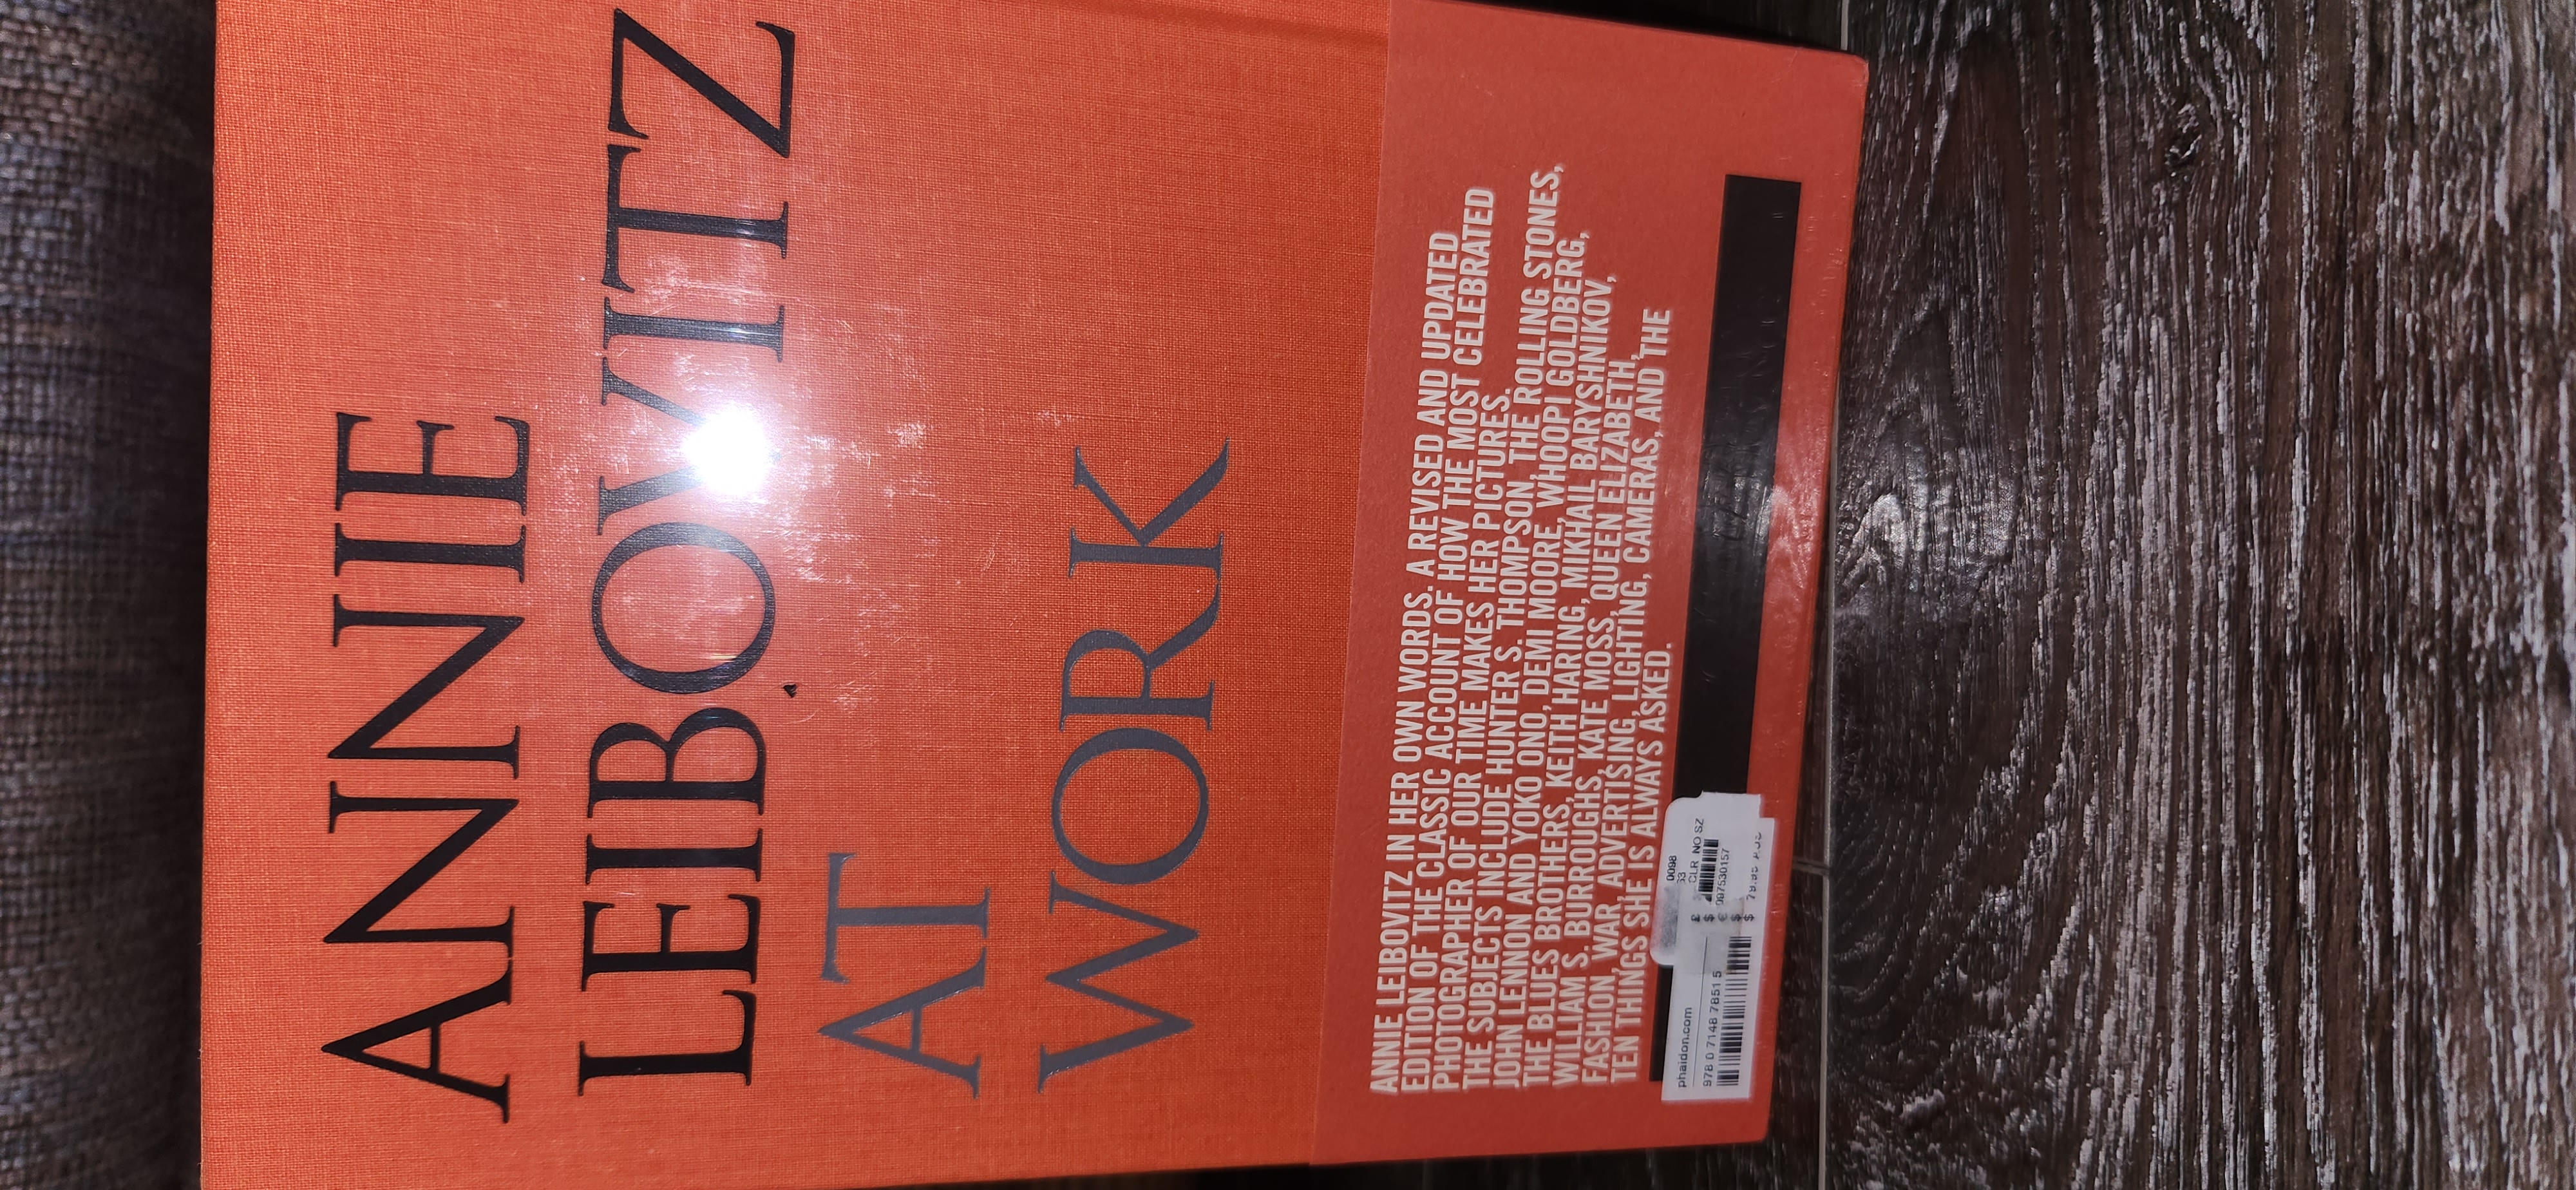 ANNIE
LEIBOVITZ
AT
WORK
ANNIE LEIBOVITZ IN HER OWN WORDS. A REVISED AND UPDATED
EDITION OF THE CLASSIC ACCOUNT OF HOW THE MOST CELEBRATED
PHOTOGRAPHER OF OUR TIME MAKES HER PICTURES.
THE SUBJECTS INCLUDE HUNTER S. THOMPSON, THE ROLLING STONES,
JOHN LENNON AND YOKO ONO, DEMI MOORE, WHOOPI GOLDBERG,
THE BLUES BROTHERS, KEITH HARING, MIKHAIL BARYSHNIKOV,
WILLIAM S. BURROUGHS, KATE MOSS, QUEEN ELIZABETH,
FASHION, WAR, ADVERTISING, LIGHTING, CAMERAS, AND THE
TEN THINGS SHE IS ALWAYS ASKED.
phaidon.com
978 0 7148 7851 5
0098
CLR NO SZ
£
$
€
$
$